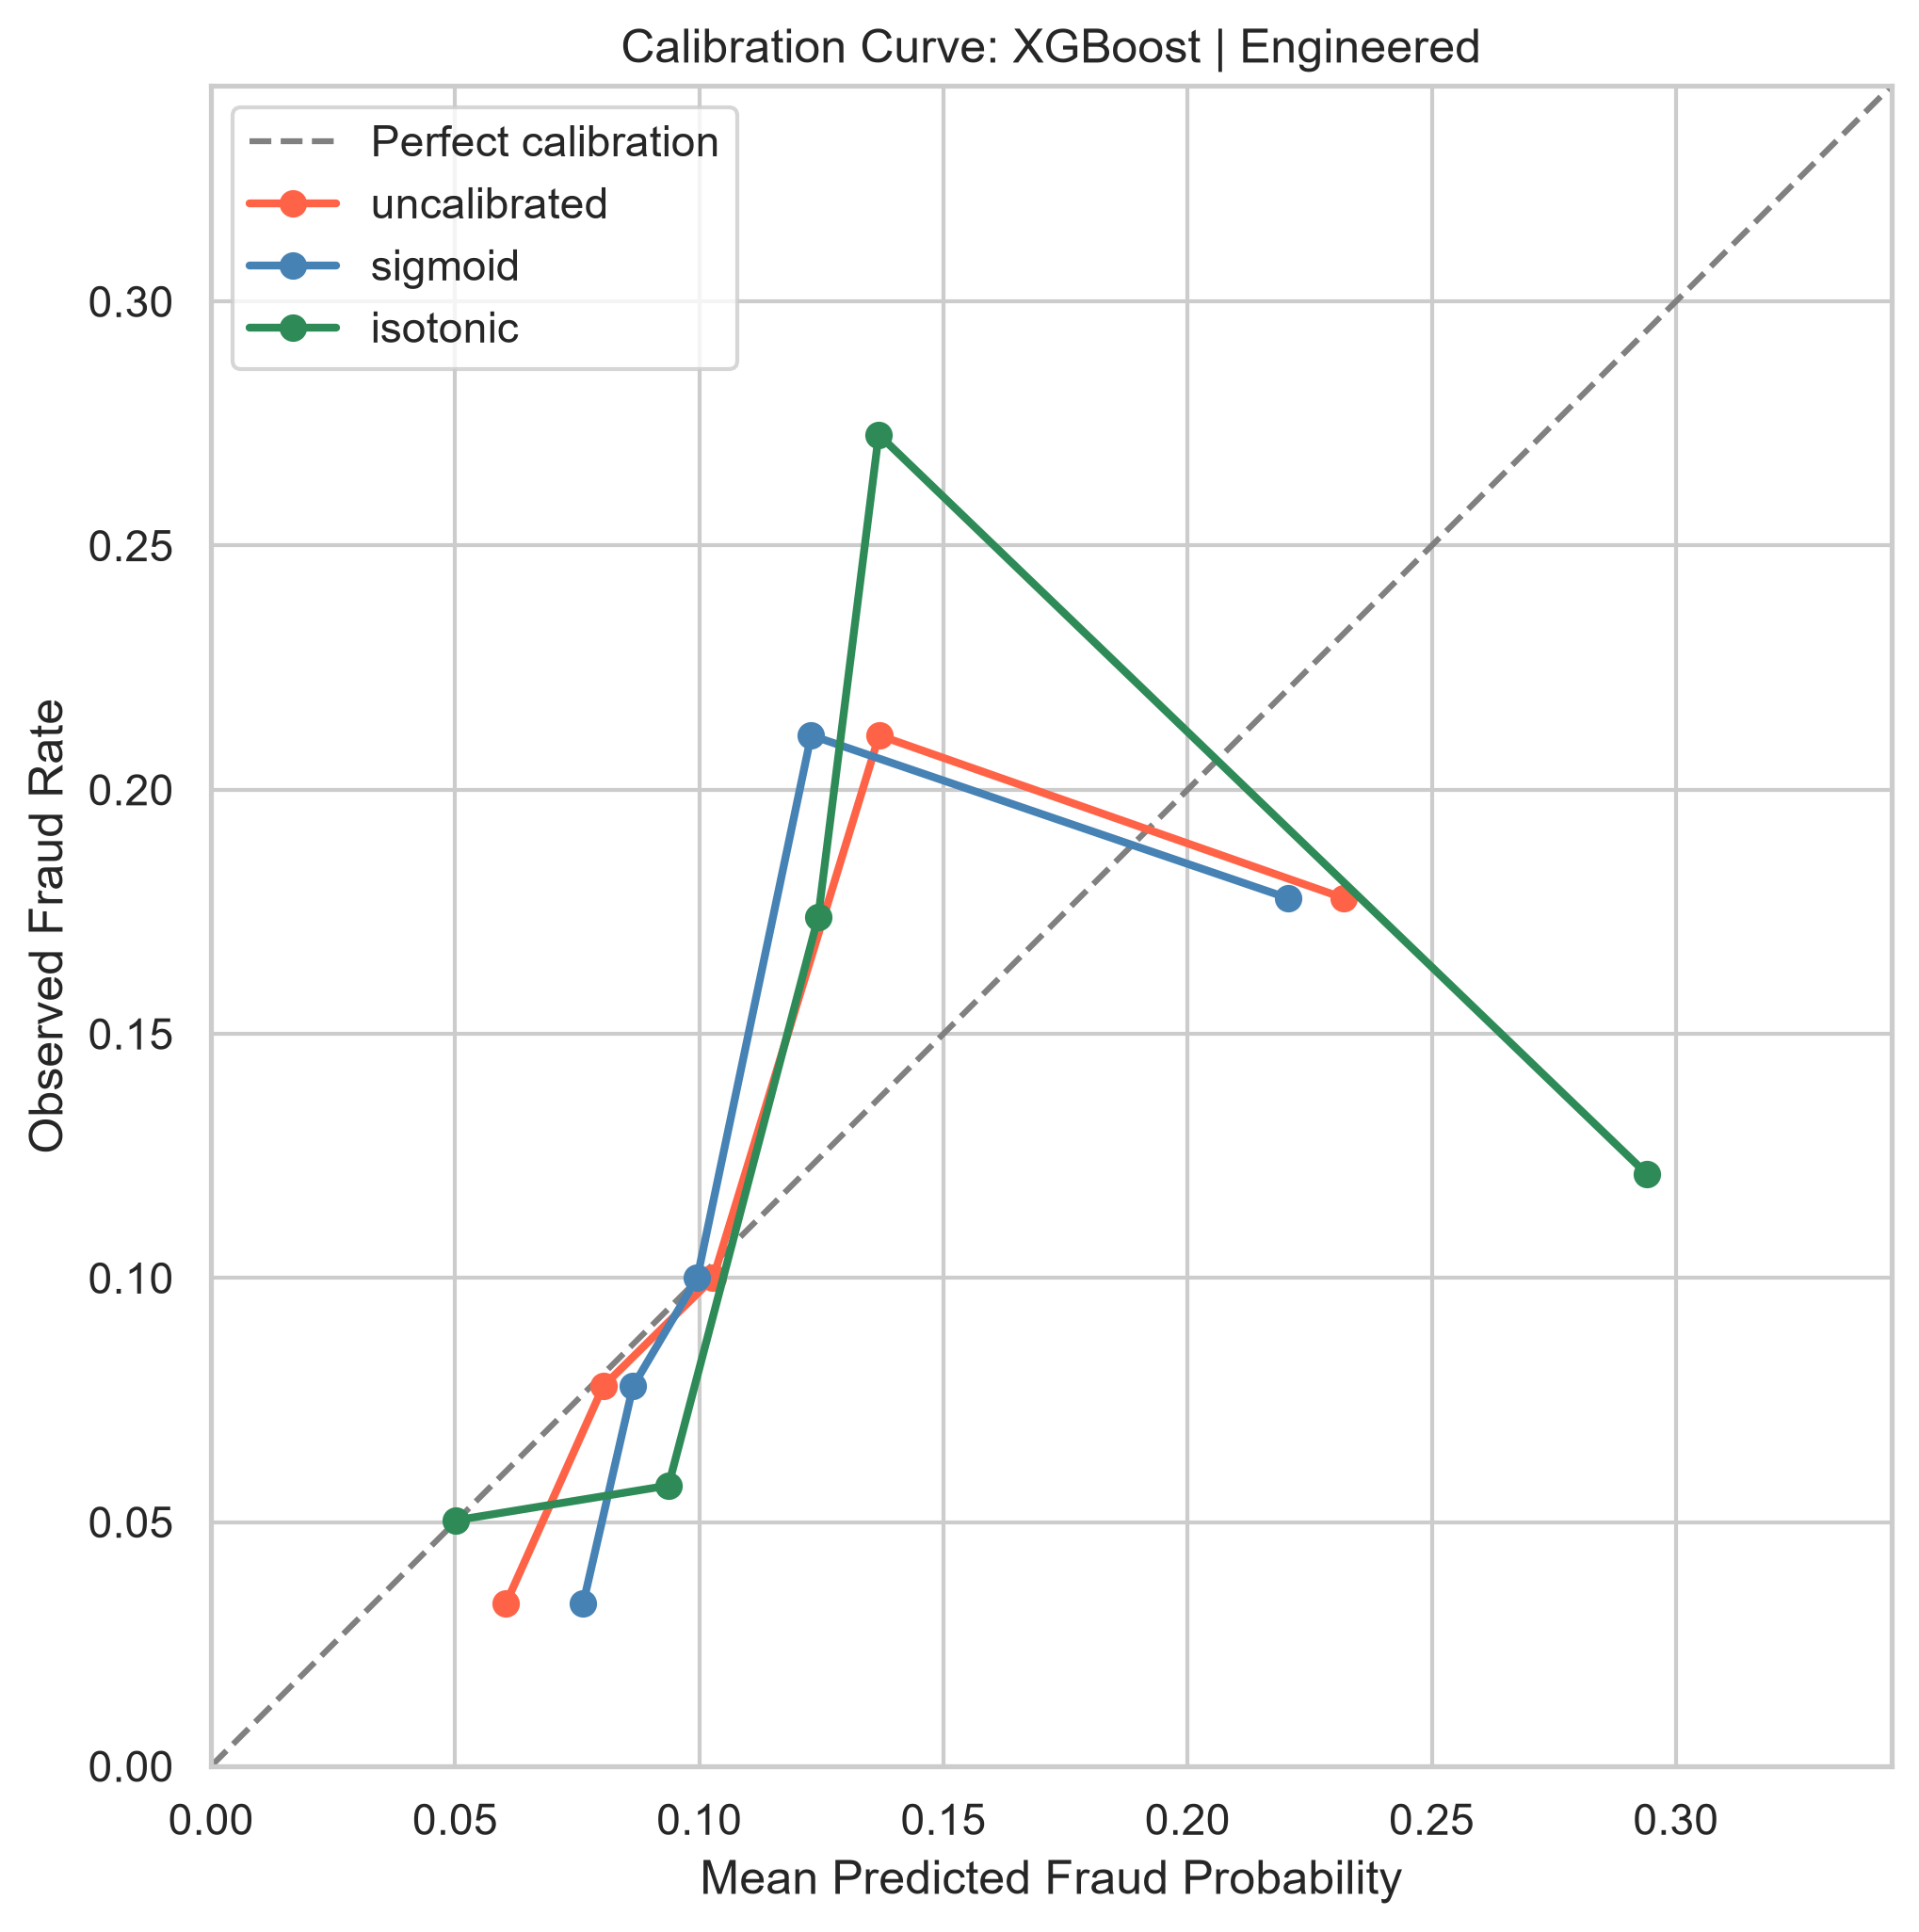 Calibration Curve: XGBoost | Engineered
Perfect calibration
uncalibrated
sigmoid
isotonic
0.30
0.25
0.20
0.15
0.10
0.05
0.00
Observed Fraud Rate
0.00 0.05 0.10 0.15 0.20 0.25 0.30
Mean Predicted Fraud Probability